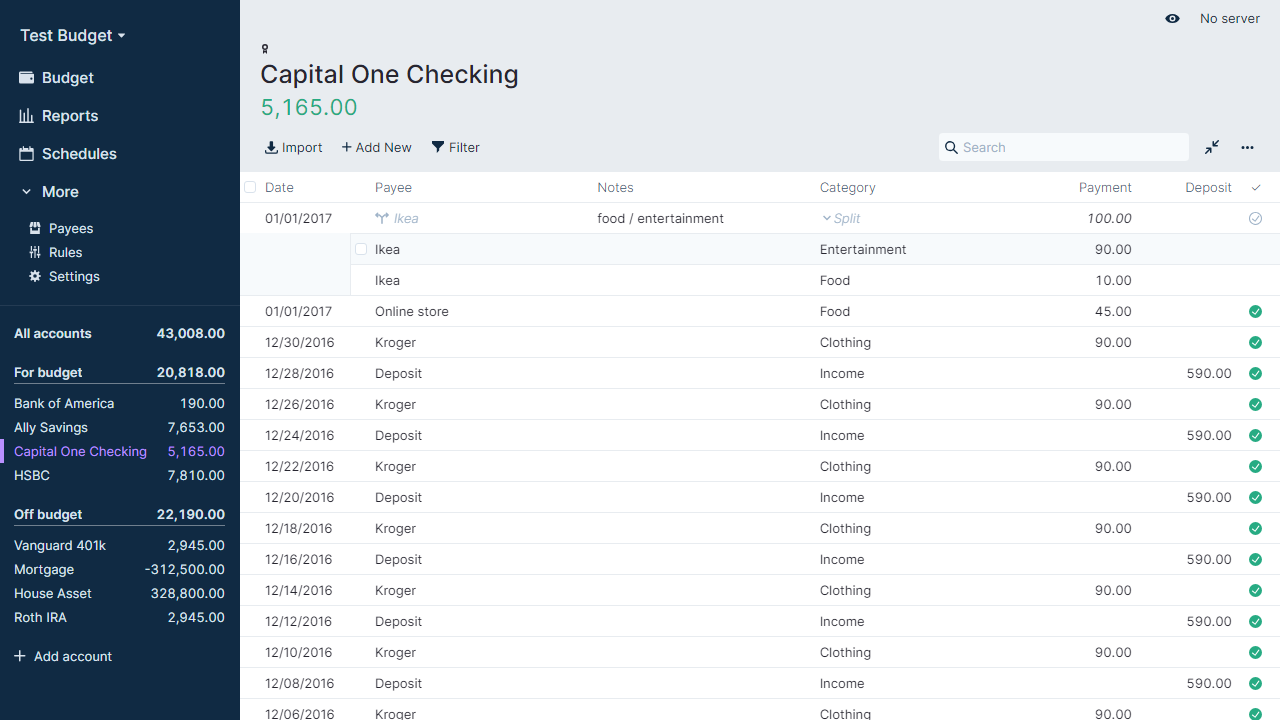 Test Budget
Budget
Reports
Schedules
More
Payees
Rules
Settings
All accounts 43,008.00
For budget 20,818.00
Bank of America 190.00
Ally Savings 7,653.00
Capital One Checking 5,165.00
HSBC 7,810.00
Off budget 22,190.00
Vanguard 401k 2,945.00
Mortgage -312,500.00
House Asset 328,800.00
Roth IRA 2,945.00
Add account
No server
Capital One Checking
5,165.00
Import Add New Filter Search
Date Payee Notes Category Payment Deposit
01/01/2017 Ikea food / entertainment Split 100.00
Ikea Entertainment 90.00
Ikea Food 10.00
01/01/2017 Online store Food 45.00
12/30/2016 Kroger Clothing 90.00
12/28/2016 Deposit Income 590.00
12/26/2016 Kroger Clothing 90.00
12/24/2016 Deposit Income 590.00
12/22/2016 Kroger Clothing 90.00
12/20/2016 Deposit Income 590.00
12/18/2016 Kroger Clothing 90.00
12/16/2016 Deposit Income 590.00
12/14/2016 Kroger Clothing 90.00
12/12/2016 Deposit Income 590.00
12/10/2016 Kroger Clothing 90.00
12/08/2016 Deposit Income 590.00
12/06/2016 Kroger Clothing 90.00